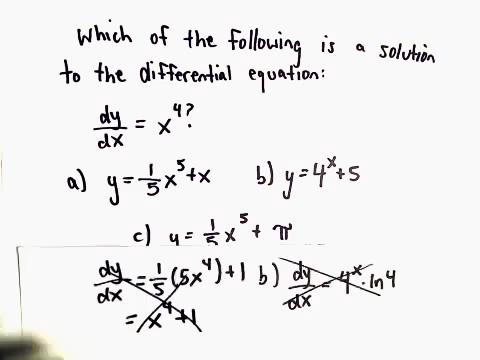 Which of the following is a solution
to the differential equation:
dy/dx = x^4?
a) y = 1/5 x^5 + x b) y = 4^x + 5
c) y = 1/5 x^5 + π
dy/dx = 1/5 (5x^4) + 1 b) dy/dx = 4^x · ln 4
= x^4 + 1